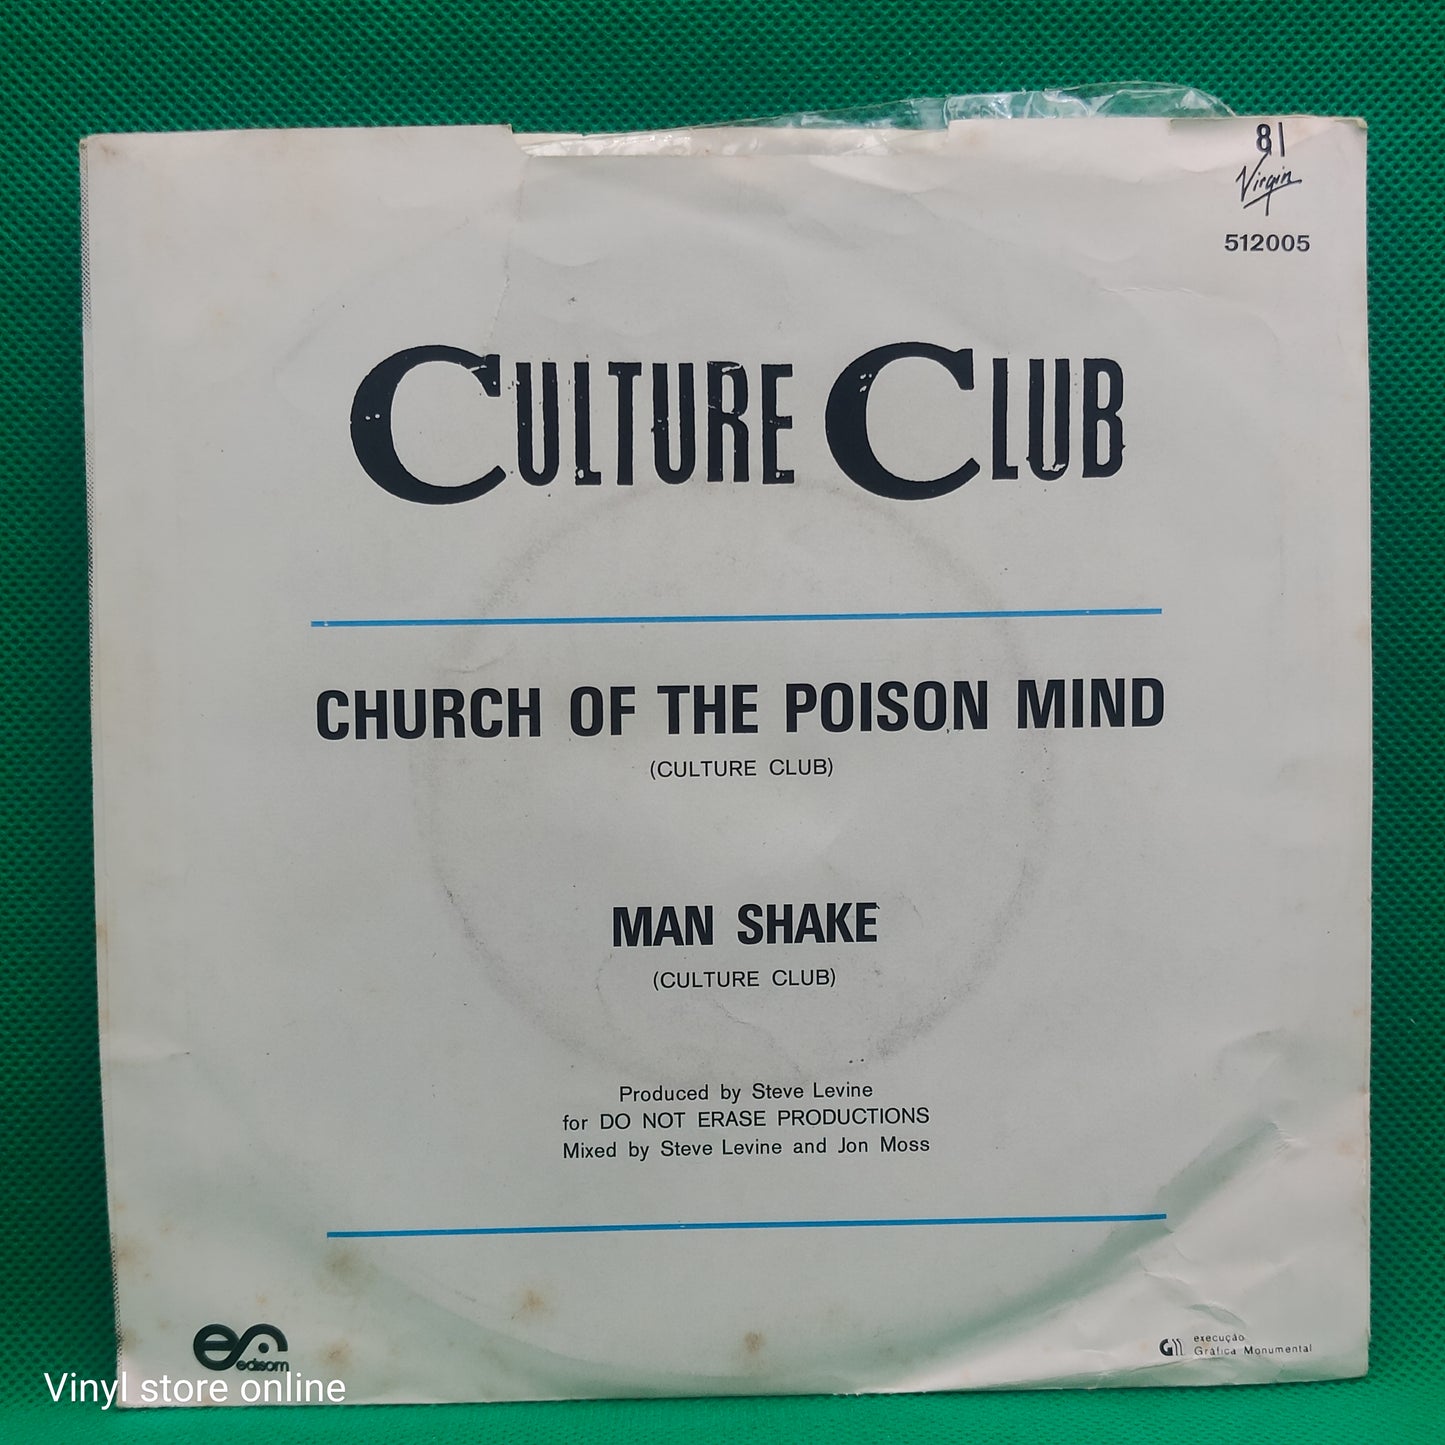 81
Virgin
512005
CULTURE CLUB
CHURCH OF THE POISON MIND
(CULTURE CLUB)
MAN SHAKE
(CULTURE CLUB)
Produced by Steve Levine
for DO NOT ERASE PRODUCTIONS
Mixed by Steve Levine and Jon Moss
edisom
execução
Gráfica Monumental
Vinyl store online